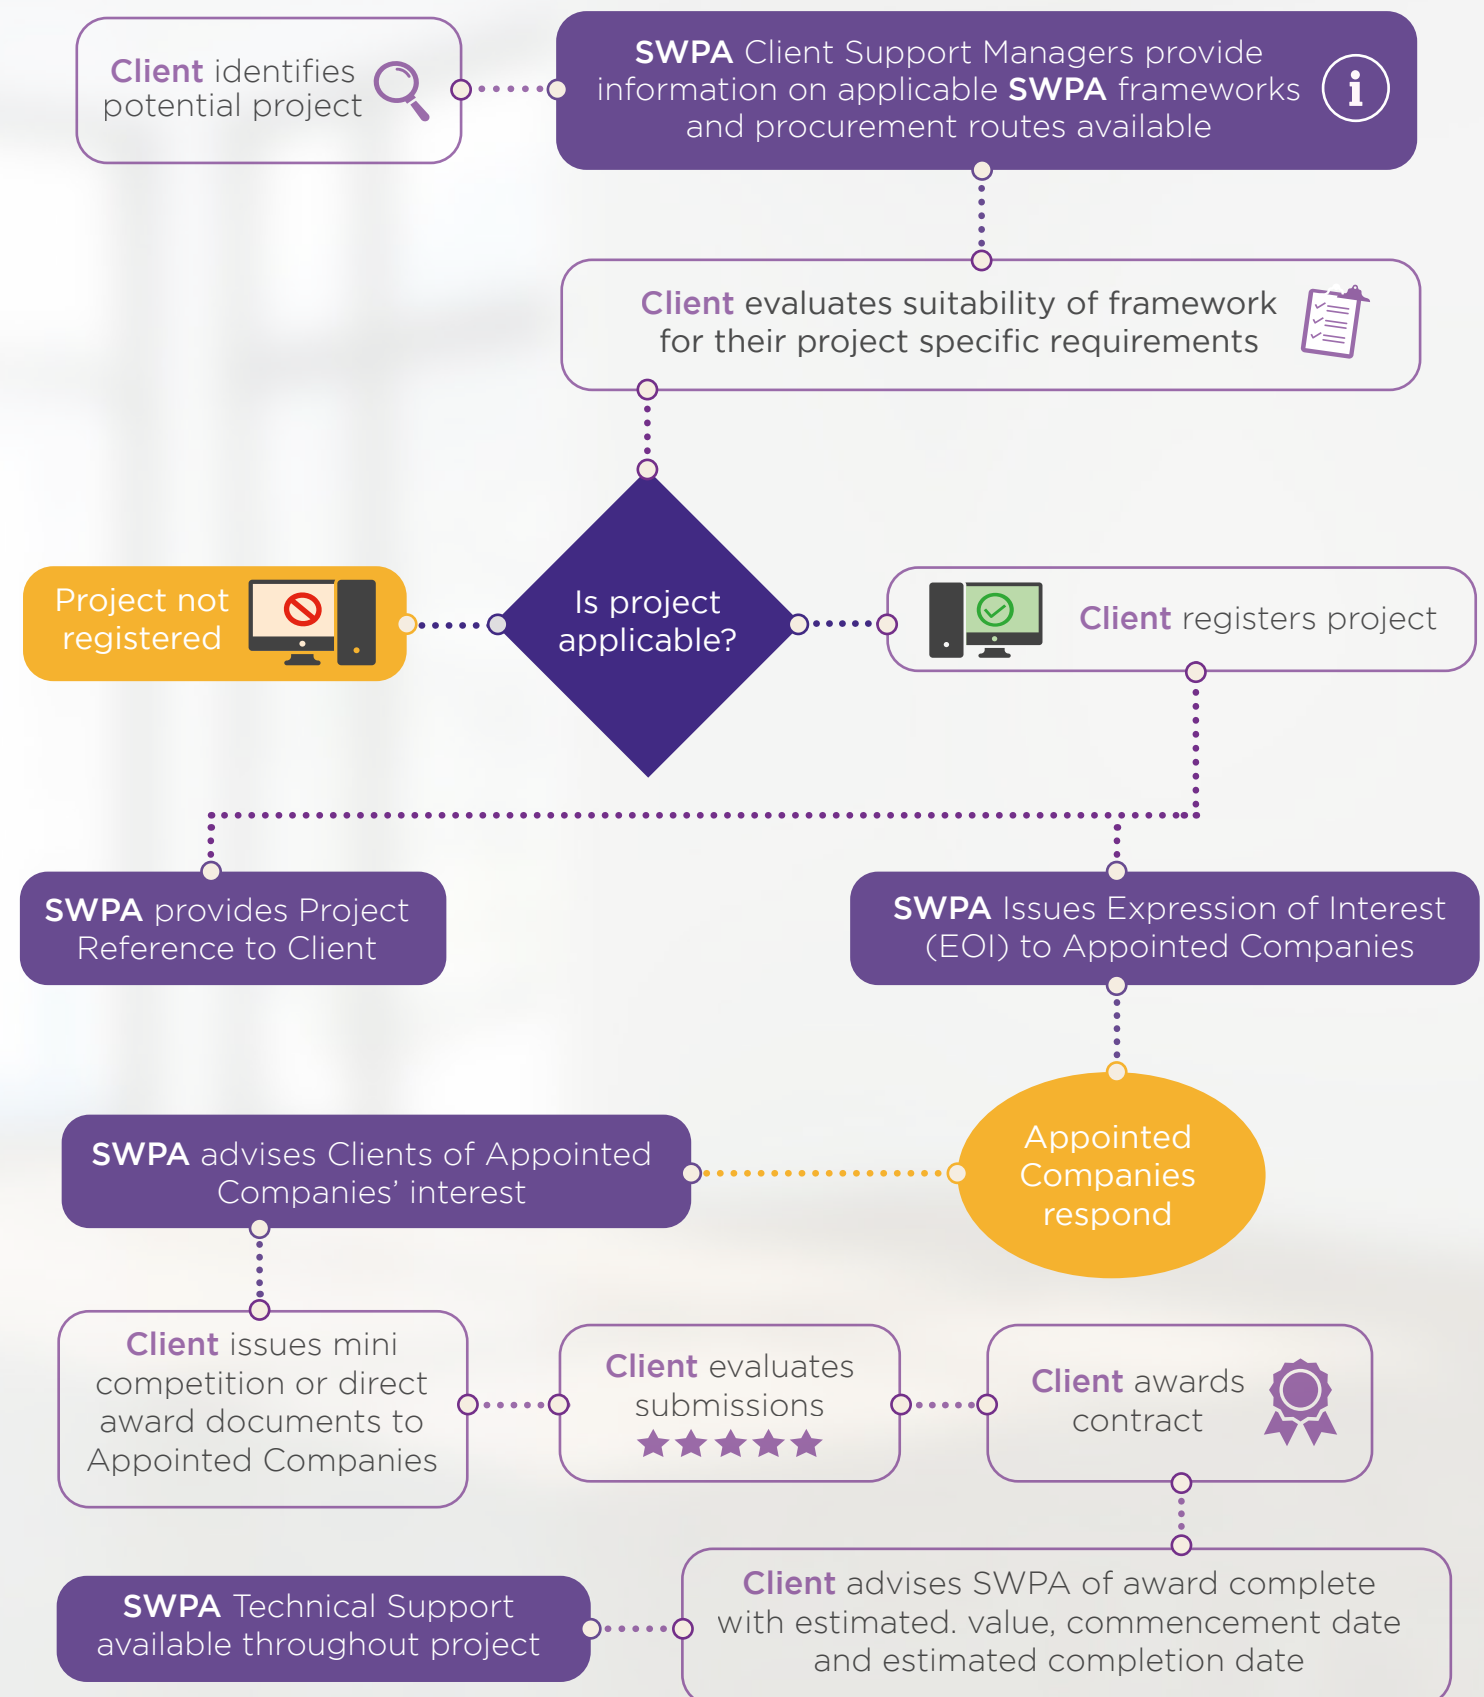 Client identifies
potential project
SWPA Client Support Managers provide
information on applicable SWPA frameworks
and procurement routes available
i
Client evaluates suitability of framework
for their project specific requirements
Is project
applicable?
Project not
registered
Client registers project
SWPA provides Project
Reference to Client
SWPA Issues Expression of Interest
(EOI) to Appointed Companies
Appointed
Companies
respond
SWPA advises Clients of Appointed
Companies’ interest
Client issues mini
competition or direct
award documents to
Appointed Companies
Client evaluates
submissions
Client awards
contract
Client advises SWPA of award complete
with estimated. value, commencement date
and estimated completion date
SWPA Technical Support
available throughout project